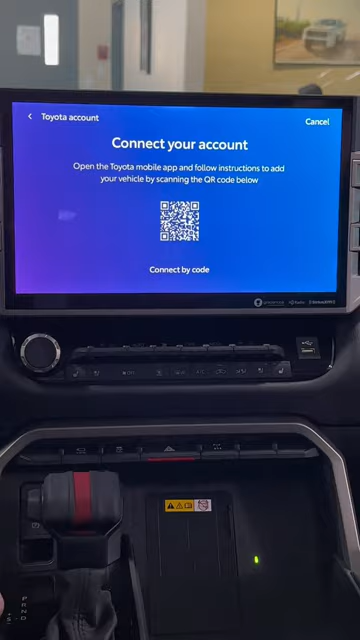 Toyota account
Cancel
Connect your account
Open the Toyota mobile app and follow instructions to add
your vehicle by scanning the QR code below
Connect by code
SiriusXM
P
R
N
D